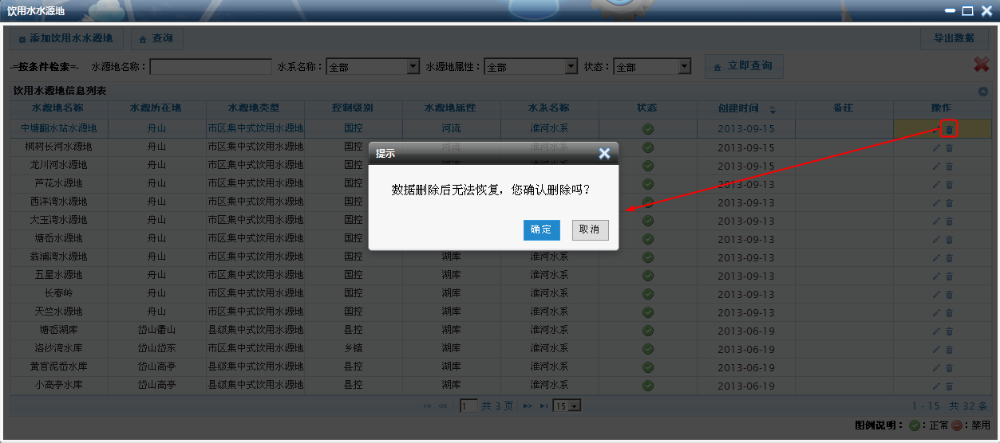 饮用水水源地
添加饮用水水源地 查询 导出数据
-=按条件检索=- 水源地名称： 水系名称：全部 水源地属性：全部 状态：全部 立即查询
饮用水源地信息列表
水源地名称 水源所在地 水源地类型 控制级别 水源地属性 水系名称 状态 创建时间 备注 操作
中塘翻水站水源地 舟山 市区集中式饮用水源地 国控 河流 淮河水系 2013-09-15
枫树长河水源地 舟山 市区集中式饮用水源地 国控 河流 淮河水系 2013-09-15
龙川河水源地 舟山 市区集中式饮用水源地 国控 2013-09-15
芦花水源地 舟山 市区集中式饮用水源地 国控 2013-09-13
西洋湾水源地 舟山 市区集中式饮用水源地 国控 2013-09-13
大玉湾水源地 舟山 市区集中式饮用水源地 国控 2013-09-13
塘岙水源地 舟山 市区集中式饮用水源地 国控 2013-09-13
翁浦湾水源地 舟山 市区集中式饮用水源地 国控 湖库 淮河水系 2013-09-13
五星水源地 舟山 市区集中式饮用水源地 国控 湖库 淮河水系 2013-09-13
长春岭 舟山 市区集中式饮用水源地 国控 湖库 淮河水系 2013-09-13
天竺水源地 舟山 市区集中式饮用水源地 国控 湖库 淮河水系 2013-09-13
塘岙湖库 岱山衢山 县级集中式饮用水源地 县控 湖库 淮河水系 2013-06-19
洛沙湾水库 岱山岱东 市区集中式饮用水源地 乡镇 湖库 淮河水系 2013-06-19
黄官泥岙水库 岱山高亭 县级集中式饮用水源地 县控 湖库 淮河水系 2013-06-19
小高亭水库 岱山高亭 县级集中式饮用水源地 县控 湖库 淮河水系 2013-06-19
提示
数据删除后无法恢复，您确认删除吗？
确定 取消
1 共 3 页 15 1 - 15 共 32 条
图例说明：：正常 ：禁用